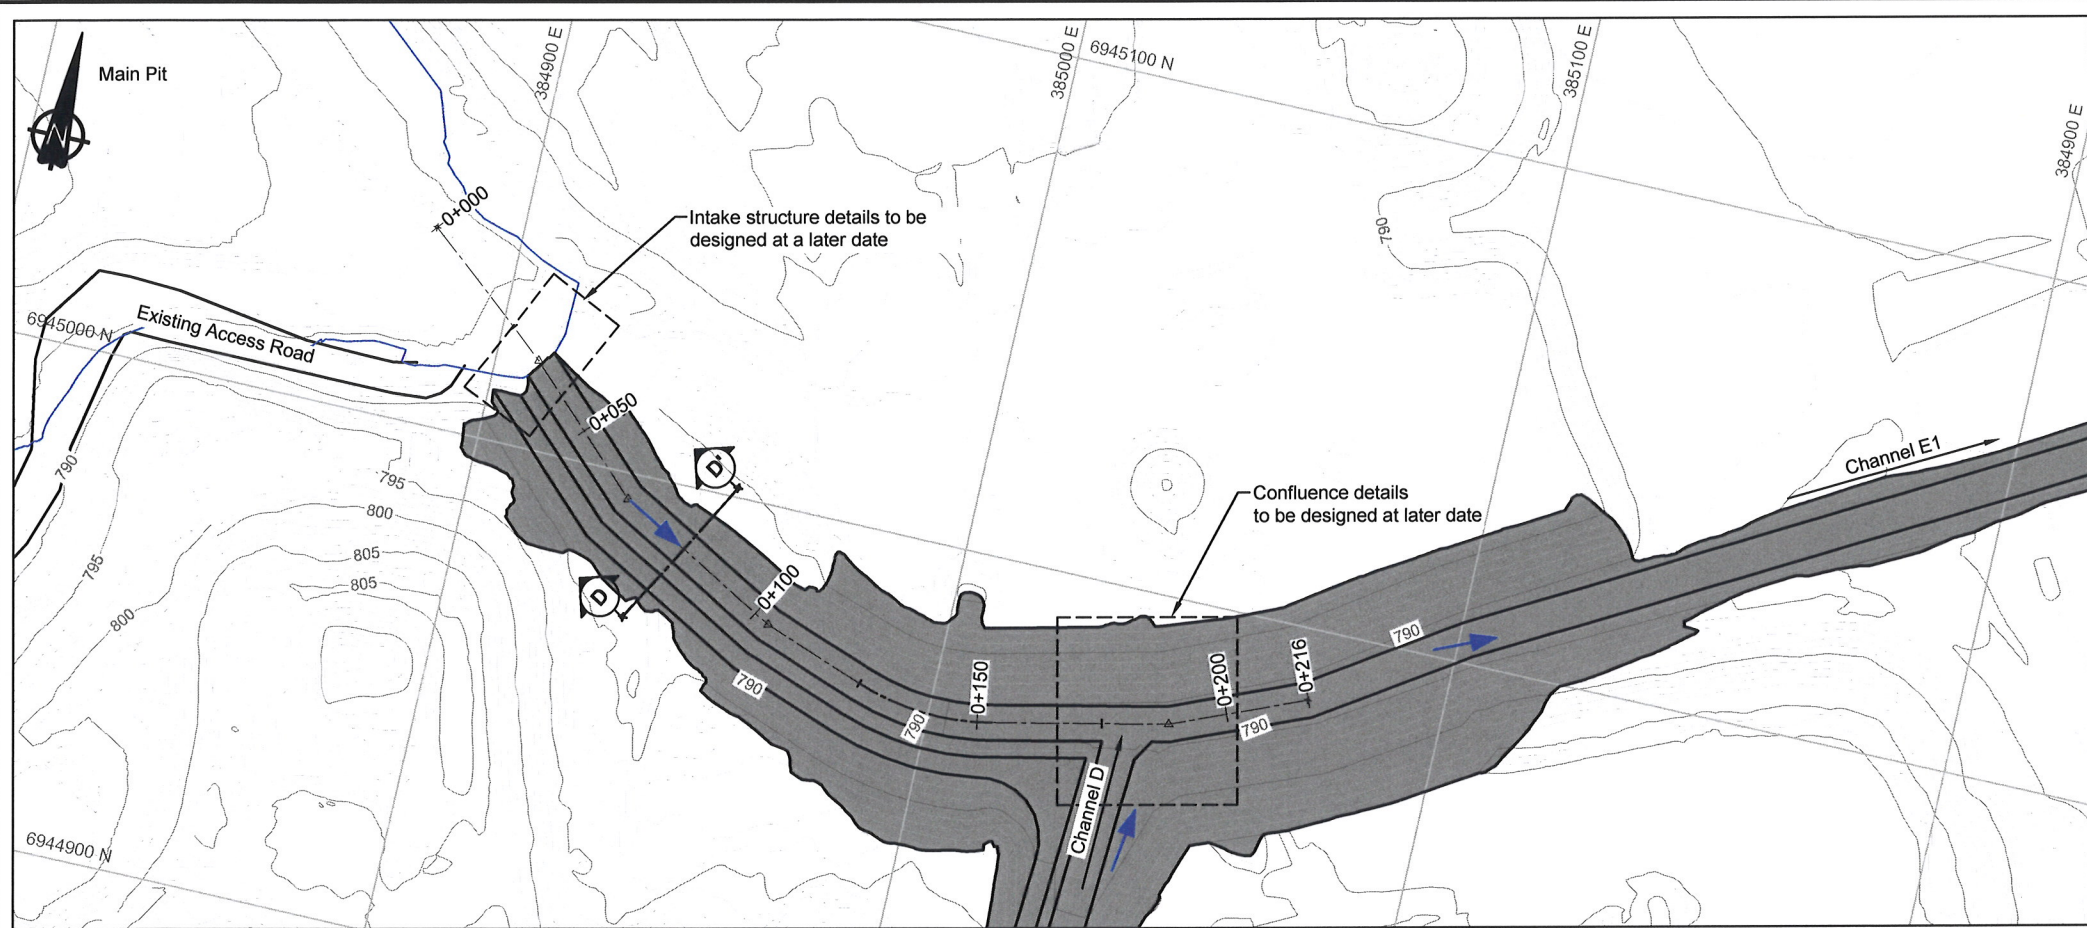 Main Pit
N
384900 E
385000 E
6945100 N
385100 E
384900 E
0+000
Intake structure details to be
designed at a later date
790
Existing Access Road
6945000 N
0+050
D'
Channel E1
790
795
800
805
805
795
800
Confluence details
to be designed at later date
D
0+100
790
790
0+150
0+200
0+216
790
790
Channel D
6944900 N